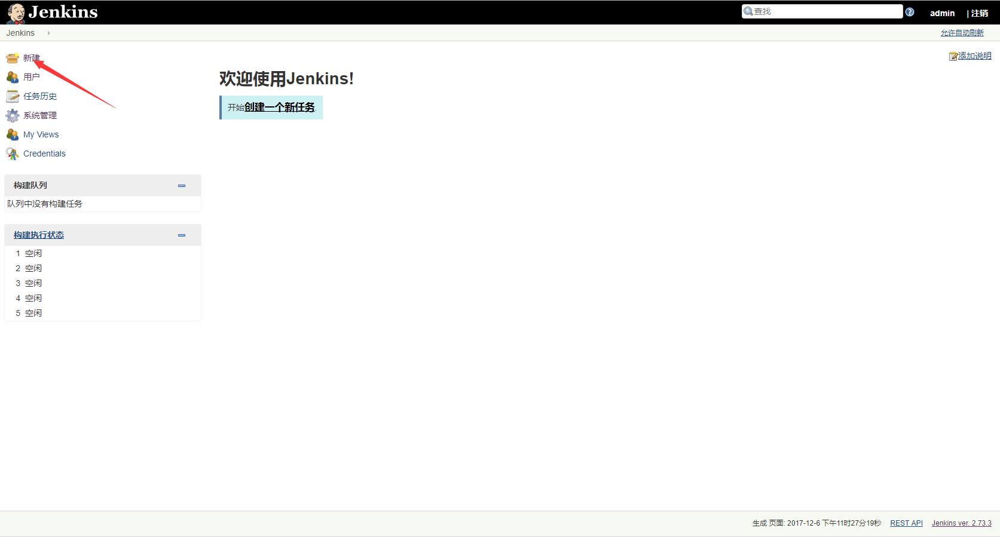 Jenkins
查找
admin
| 注销
Jenkins
允许自动刷新
新建
用户
任务历史
系统管理
My Views
Credentials
添加说明
欢迎使用Jenkins!
开始创建一个新任务.
构建队列
队列中没有构建任务
构建执行状态
1 空闲
2 空闲
3 空闲
4 空闲
5 空闲
生成 页面: 2017-12-6 下午11时27分19秒 REST API Jenkins ver. 2.73.3